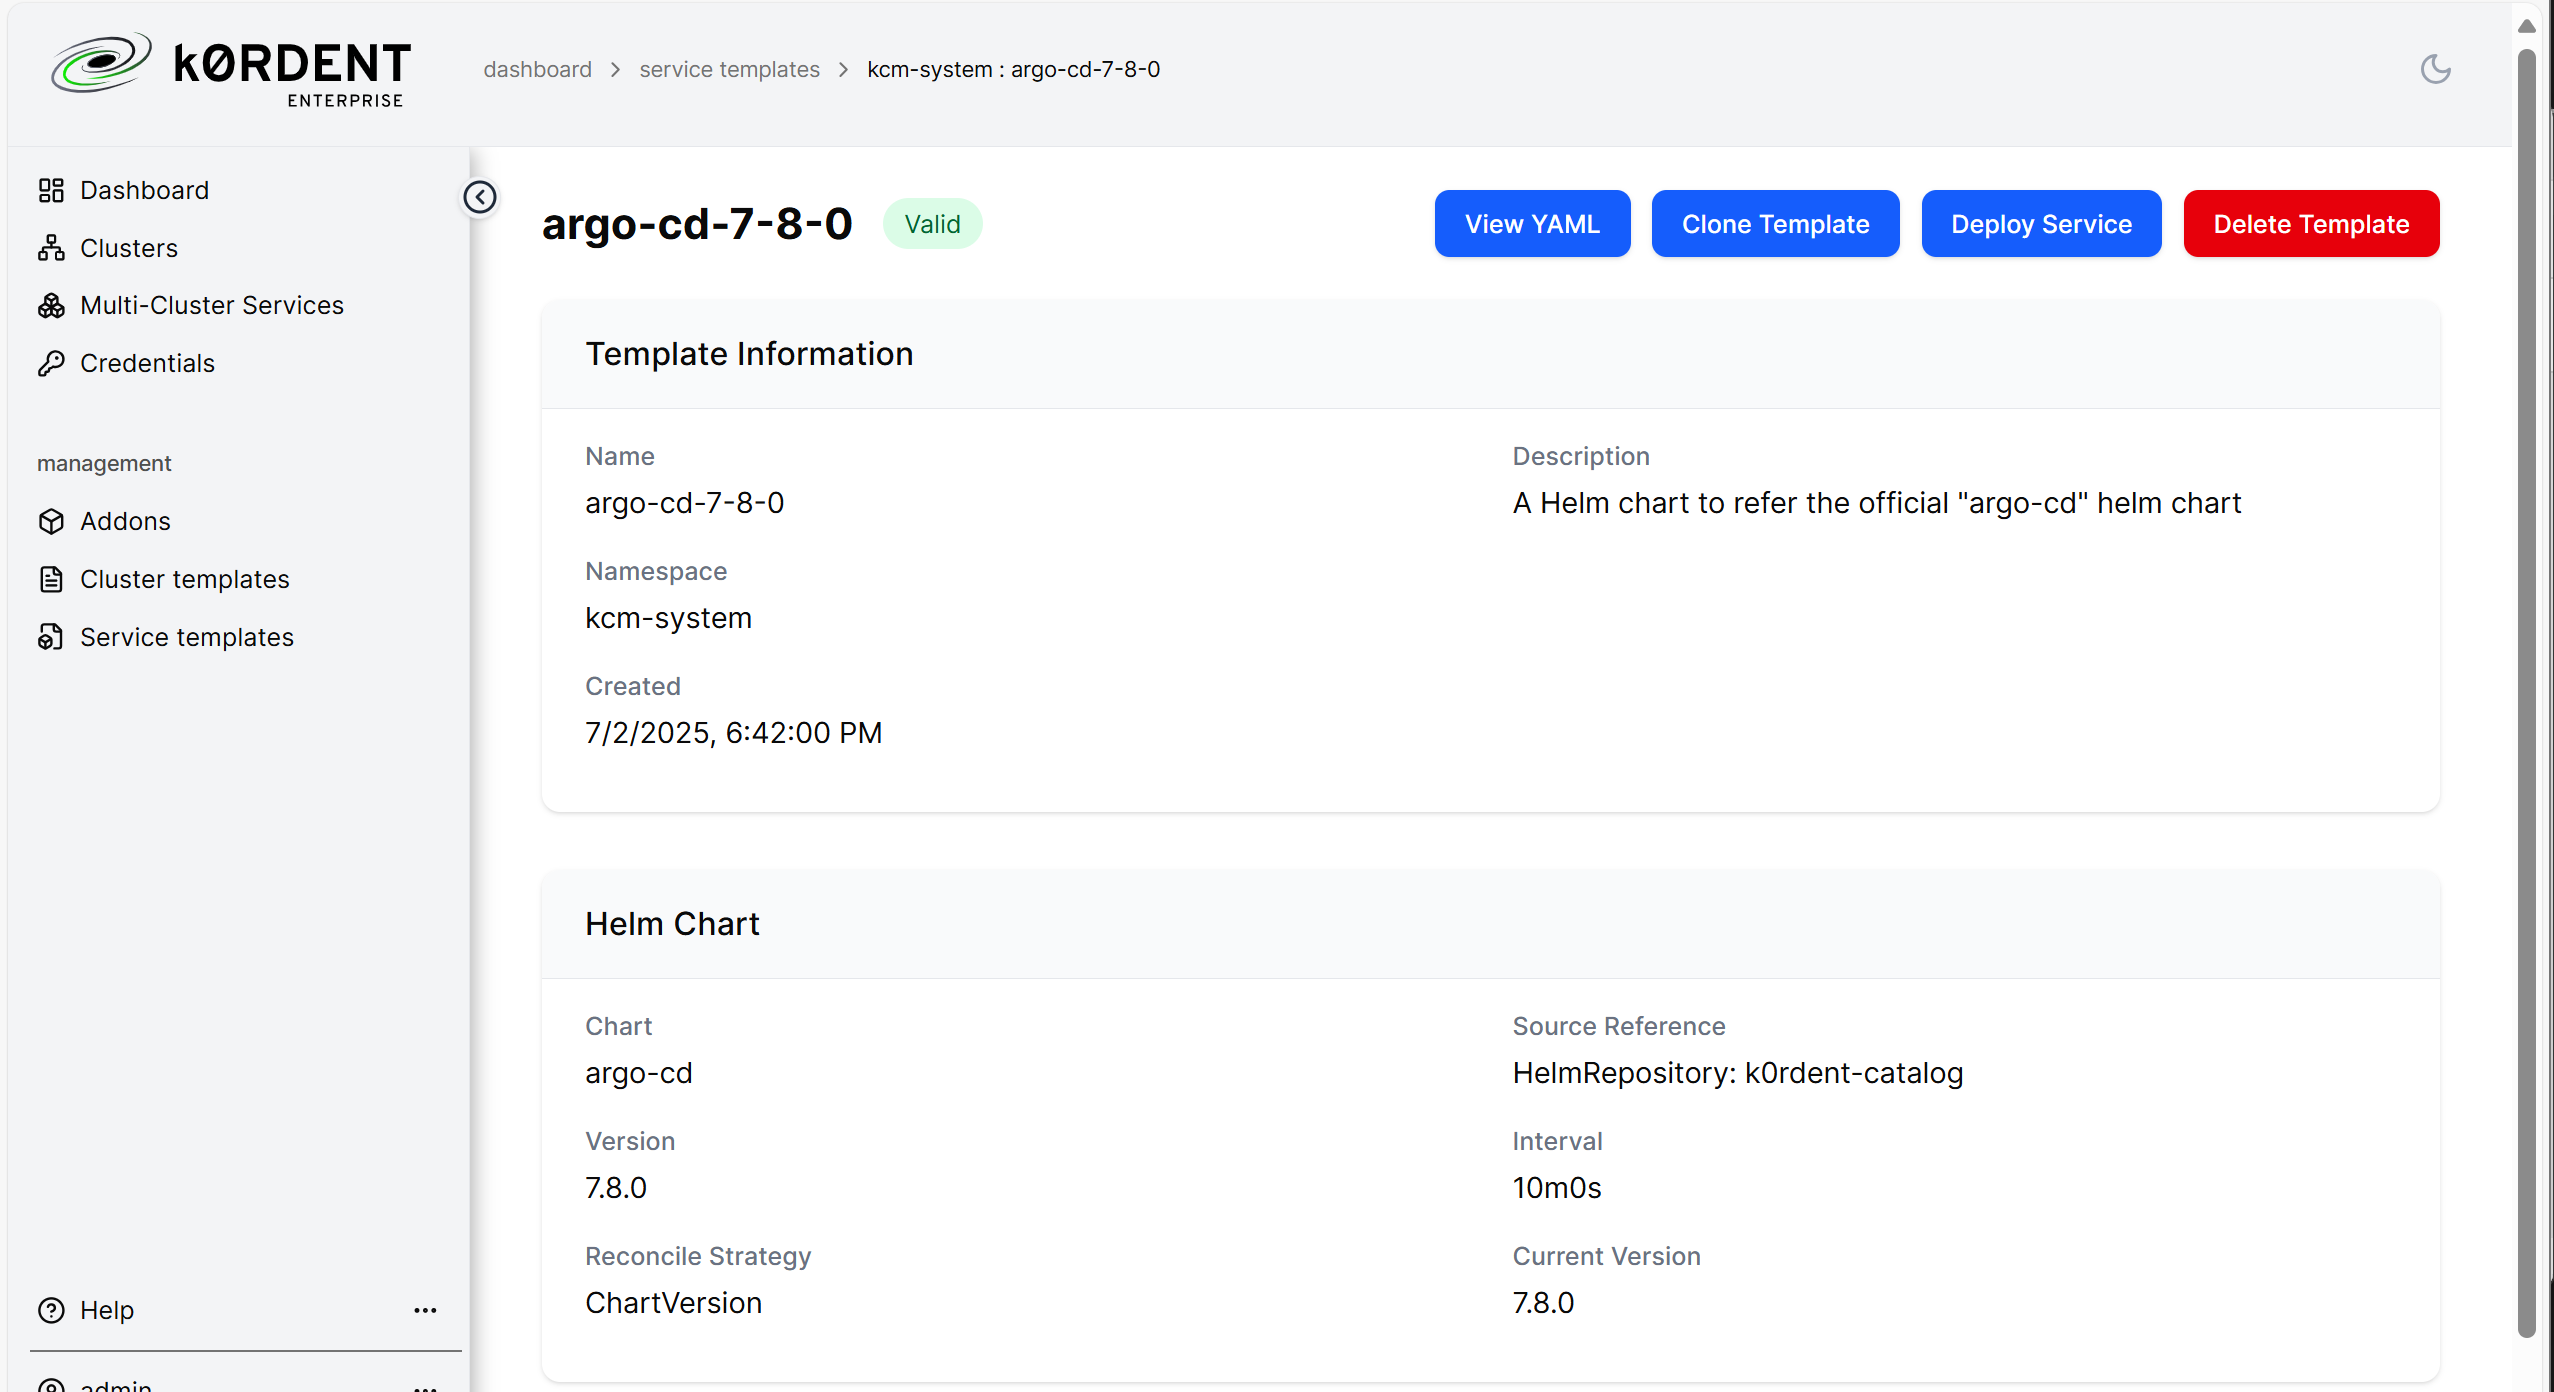 kØRDENT
ENTERPRISE
dashboard > service templates > kcm-system : argo-cd-7-8-0
Dashboard
Clusters
Multi-Cluster Services
Credentials
management
Addons
Cluster templates
Service templates
Help
admin
argo-cd-7-8-0 Valid
View YAML Clone Template Deploy Service Delete Template
Template Information
Name
argo-cd-7-8-0
Description
A Helm chart to refer the official "argo-cd" helm chart
Namespace
kcm-system
Created
7/2/2025, 6:42:00 PM
Helm Chart
Chart
argo-cd
Source Reference
HelmRepository: k0rdent-catalog
Version
7.8.0
Interval
10m0s
Reconcile Strategy
ChartVersion
Current Version
7.8.0